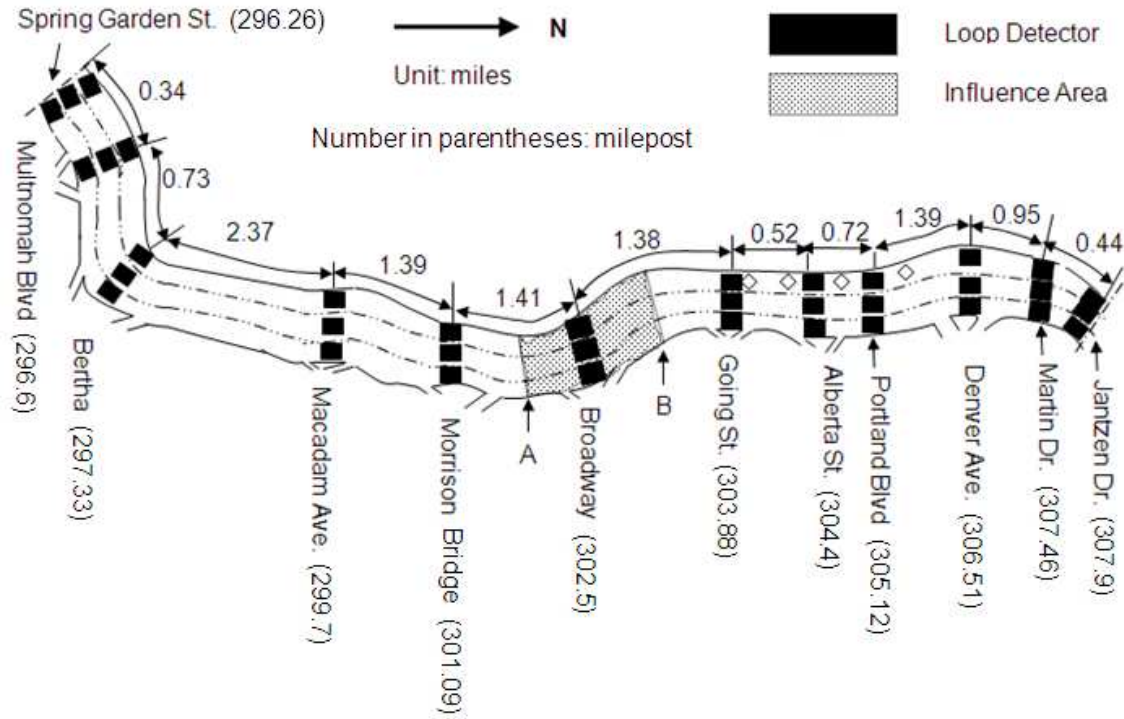 Spring Garden St. (296.26)
N
Unit: miles
Number in parentheses: milepost
Loop Detector
Influence Area
0.34
0.73
2.37
1.39
1.41
1.38
0.52
0.72
1.39
0.95
0.44
A
B
Multnomah Blvd (296.6)
Bertha (297.33)
Macadam Ave. (299.7)
Morrison Bridge (301.09)
Broadway (302.5)
Going St. (303.88)
Alberta St. (304.4)
Portland Blvd (305.12)
Denver Ave. (306.51)
Martin Dr. (307.46)
Jantzen Dr. (307.9)